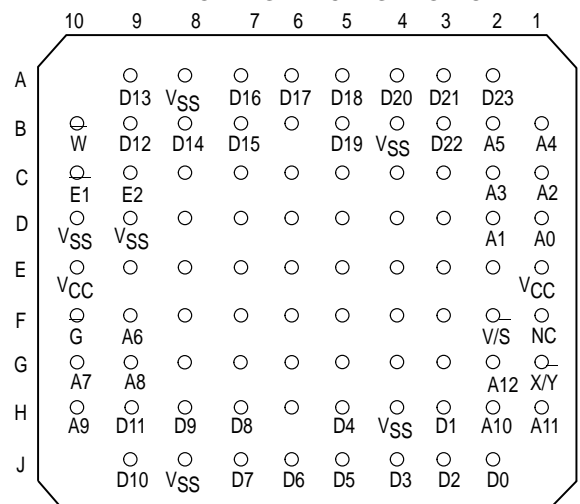 10 9 8 7 6 5 4 3 2 1
A
D13 VSS D16 D17 D18 D20 D21 D23
B
W̅ D12 D14 D15 D19 VSS D22 A5 A4
C
E̅1̅ E2 A3 A2
D
VSS VSS A1 A0
E
VCC VCC
F
G̅ A6 V/S̅ NC
G
A7 A8 A12 X/Y̅
H
A9 D11 D9 D8 D4 VSS D1 A10 A11
J
D10 VSS D7 D6 D5 D3 D2 D0